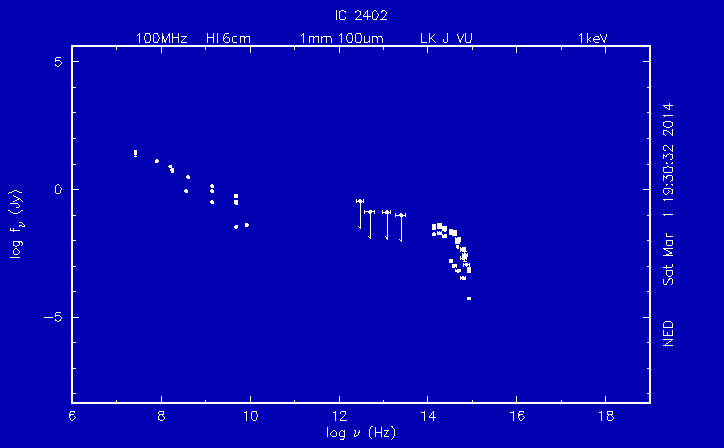 IC 2402
100MHz HI 6cm 1mm 100um LK J VU 1keV
5
0
−5
log fν (Jy)
6 8 10 12 14 16 18
log ν (Hz)
NED Sat Mar 1 19:30:32 2014